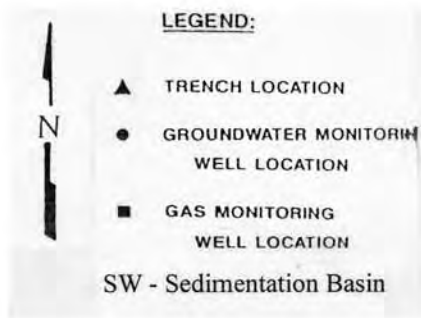 LEGEND:
▲ TRENCH LOCATION
N
● GROUNDWATER MONITORIN
WELL LOCATION
■ GAS MONITORING
WELL LOCATION
SW - Sedimentation Basin